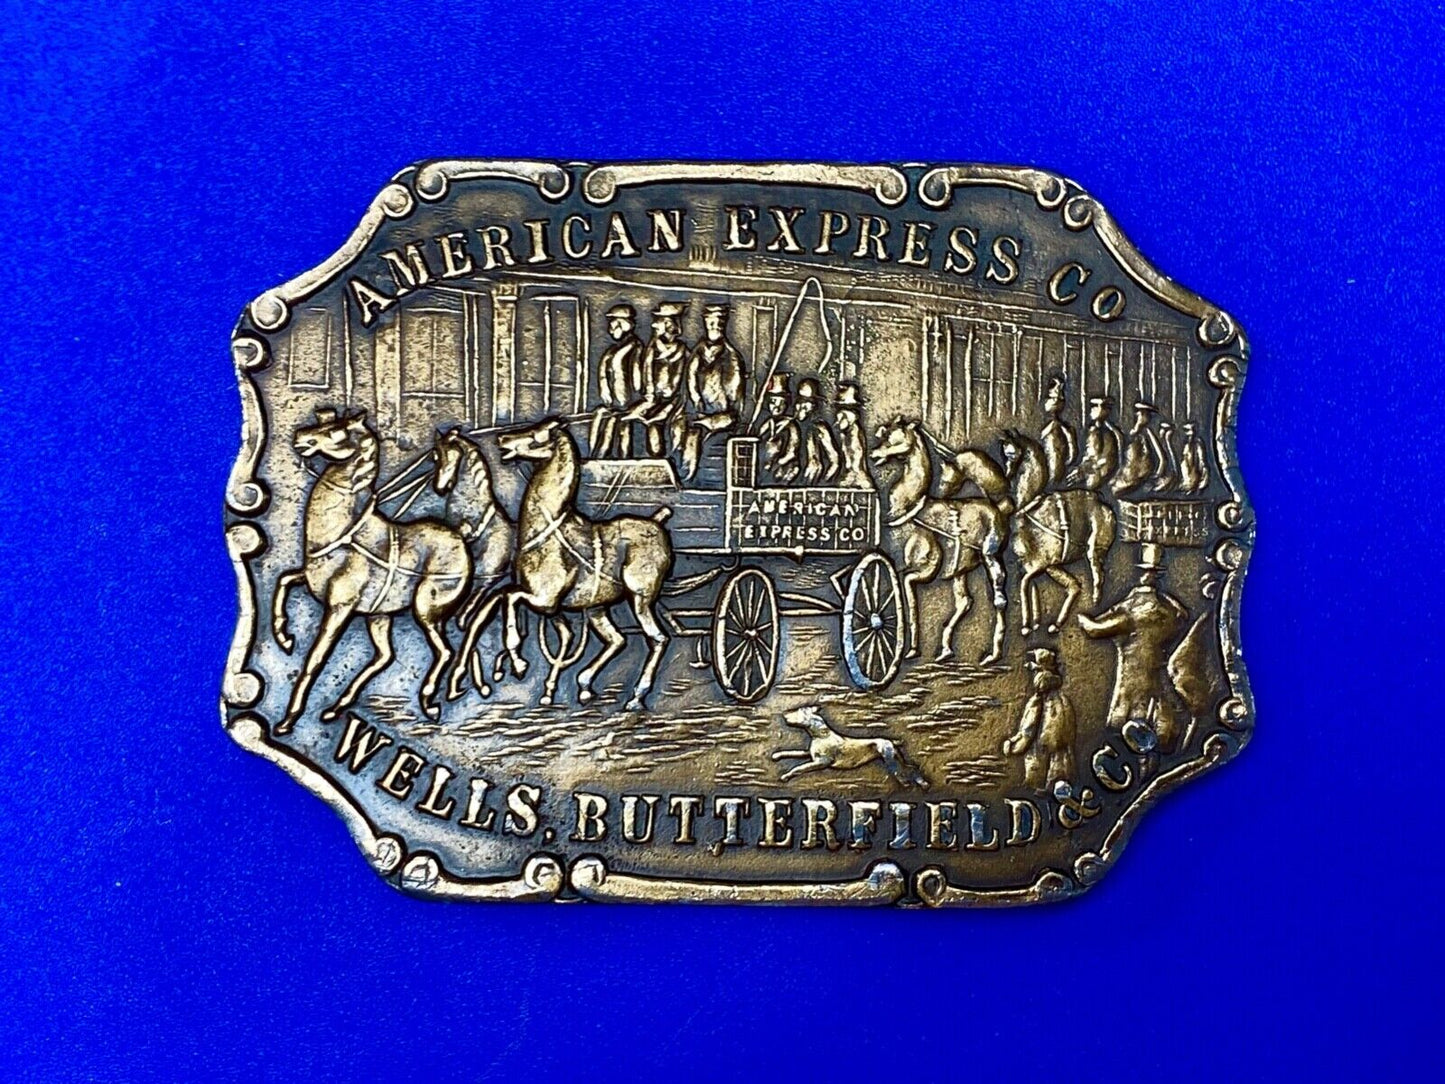 AMERICAN EXPRESS CO
AMERICAN
EXPRESS CO
WELLS, BUTTERFIELD & CO